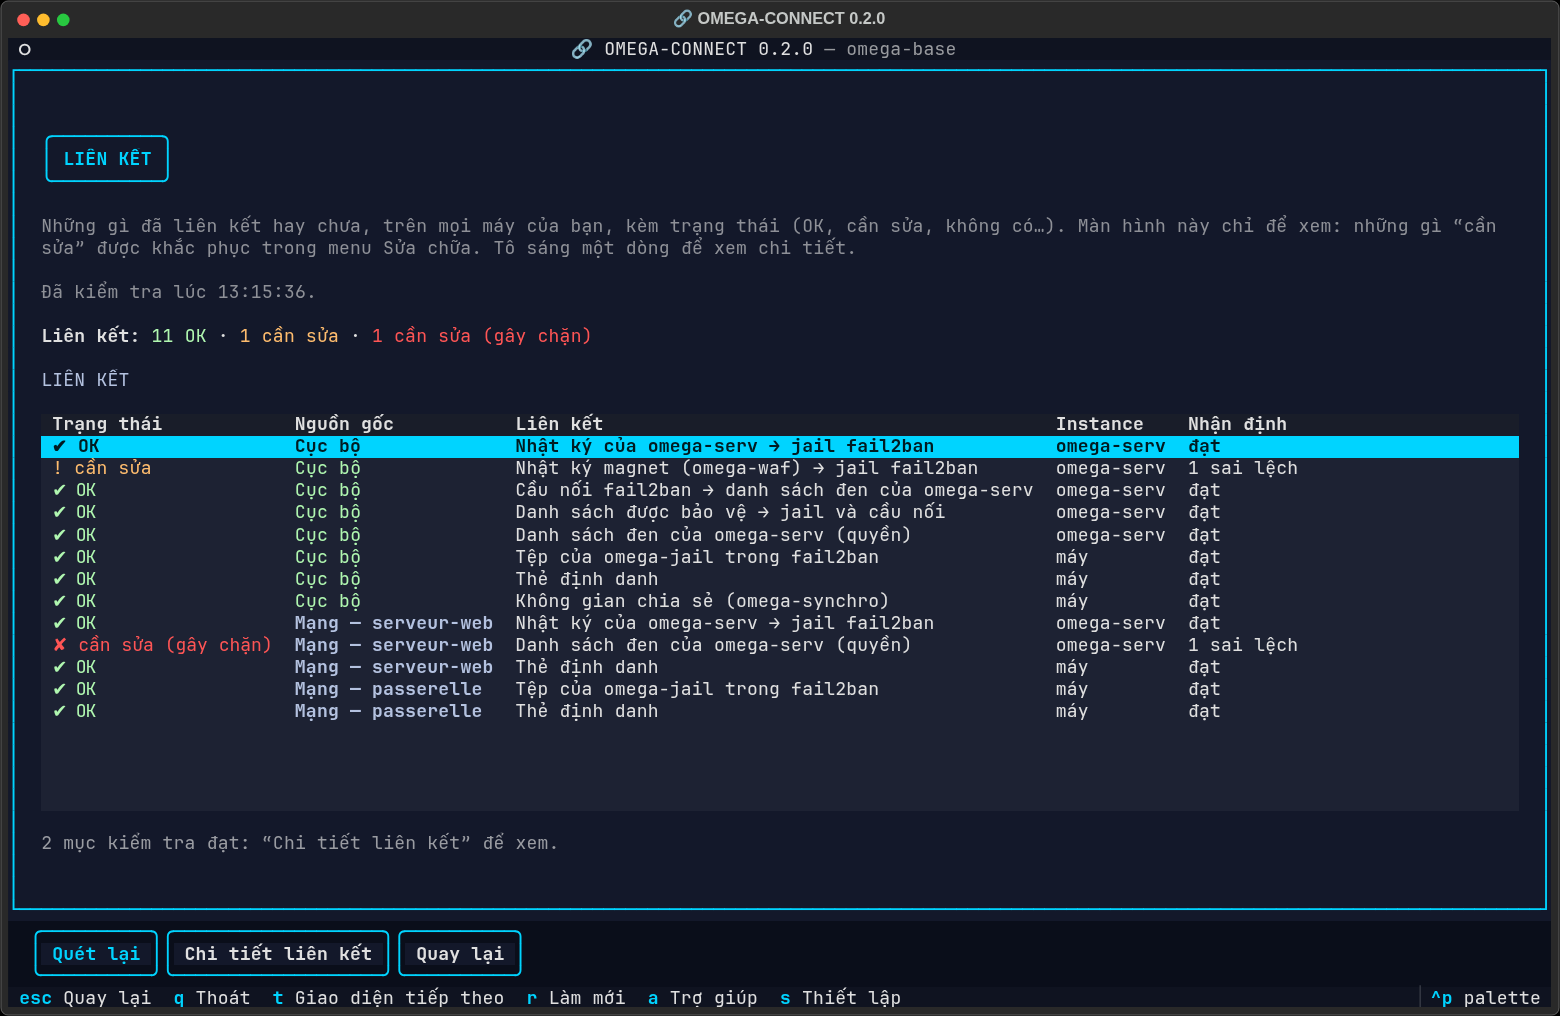 🔗 OMEGA-CONNECT 0.2.0
🔗 OMEGA-CONNECT 0.2.0 — omega-base
LIÊN KẾT
Những gì đã liên kết hay chưa, trên mọi máy của bạn, kèm trạng thái (OK, cần sửa, không có…). Màn hình này chỉ để xem: những gì “cần
sửa” được khắc phục trong menu Sửa chữa. Tô sáng một dòng để xem chi tiết.
Đã kiểm tra lúc 13:15:36.
Liên kết: 11 OK · 1 cần sửa · 1 cần sửa (gây chặn)
LIÊN KẾT
Trạng thái Nguồn gốc Liên kết Instance Nhận định
✔ OK Cục bộ Nhật ký của omega-serv → jail fail2ban omega-serv đạt
! cần sửa Cục bộ Nhật ký magnet (omega-waf) → jail fail2ban omega-serv 1 sai lệch
✔ OK Cục bộ Cầu nối fail2ban → danh sách đen của omega-serv omega-serv đạt
✔ OK Cục bộ Danh sách được bảo vệ → jail và cầu nối omega-serv đạt
✔ OK Cục bộ Danh sách đen của omega-serv (quyền) omega-serv đạt
✔ OK Cục bộ Tệp của omega-jail trong fail2ban máy đạt
✔ OK Cục bộ Thẻ định danh máy đạt
✔ OK Cục bộ Không gian chia sẻ (omega-synchro) máy đạt
✔ OK Mạng — serveur-web Nhật ký của omega-serv → jail fail2ban omega-serv đạt
✘ cần sửa (gây chặn) Mạng — serveur-web Danh sách đen của omega-serv (quyền) omega-serv 1 sai lệch
✔ OK Mạng — serveur-web Thẻ định danh máy đạt
✔ OK Mạng — passerelle Tệp của omega-jail trong fail2ban máy đạt
✔ OK Mạng — passerelle Thẻ định danh máy đạt
2 mục kiểm tra đạt: “Chi tiết liên kết” để xem.
Quét lại Chi tiết liên kết Quay lại
esc Quay lại q Thoát t Giao diện tiếp theo r Làm mới a Trợ giúp s Thiết lập ^p palette